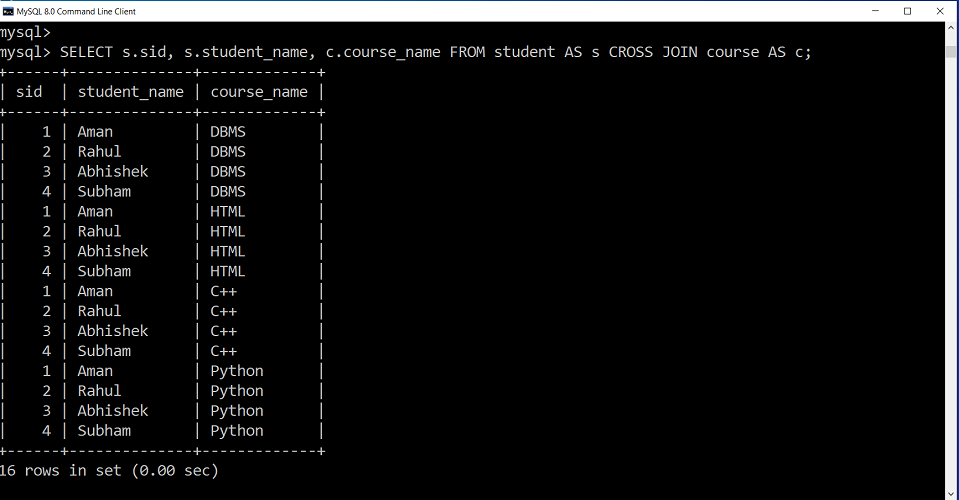 MySQL 8.0 Command Line Client
mysql>
mysql> SELECT s.sid, s.student_name, c.course_name FROM student AS s CROSS JOIN course AS c;
+------+--------------+-------------+
| sid | student_name | course_name |
+------+--------------+-------------+
| 1 | Aman | DBMS |
| 2 | Rahul | DBMS |
| 3 | Abhishek | DBMS |
| 4 | Subham | DBMS |
| 1 | Aman | HTML |
| 2 | Rahul | HTML |
| 3 | Abhishek | HTML |
| 4 | Subham | HTML |
| 1 | Aman | C++ |
| 2 | Rahul | C++ |
| 3 | Abhishek | C++ |
| 4 | Subham | C++ |
| 1 | Aman | Python |
| 2 | Rahul | Python |
| 3 | Abhishek | Python |
| 4 | Subham | Python |
+------+--------------+-------------+
16 rows in set (0.00 sec)